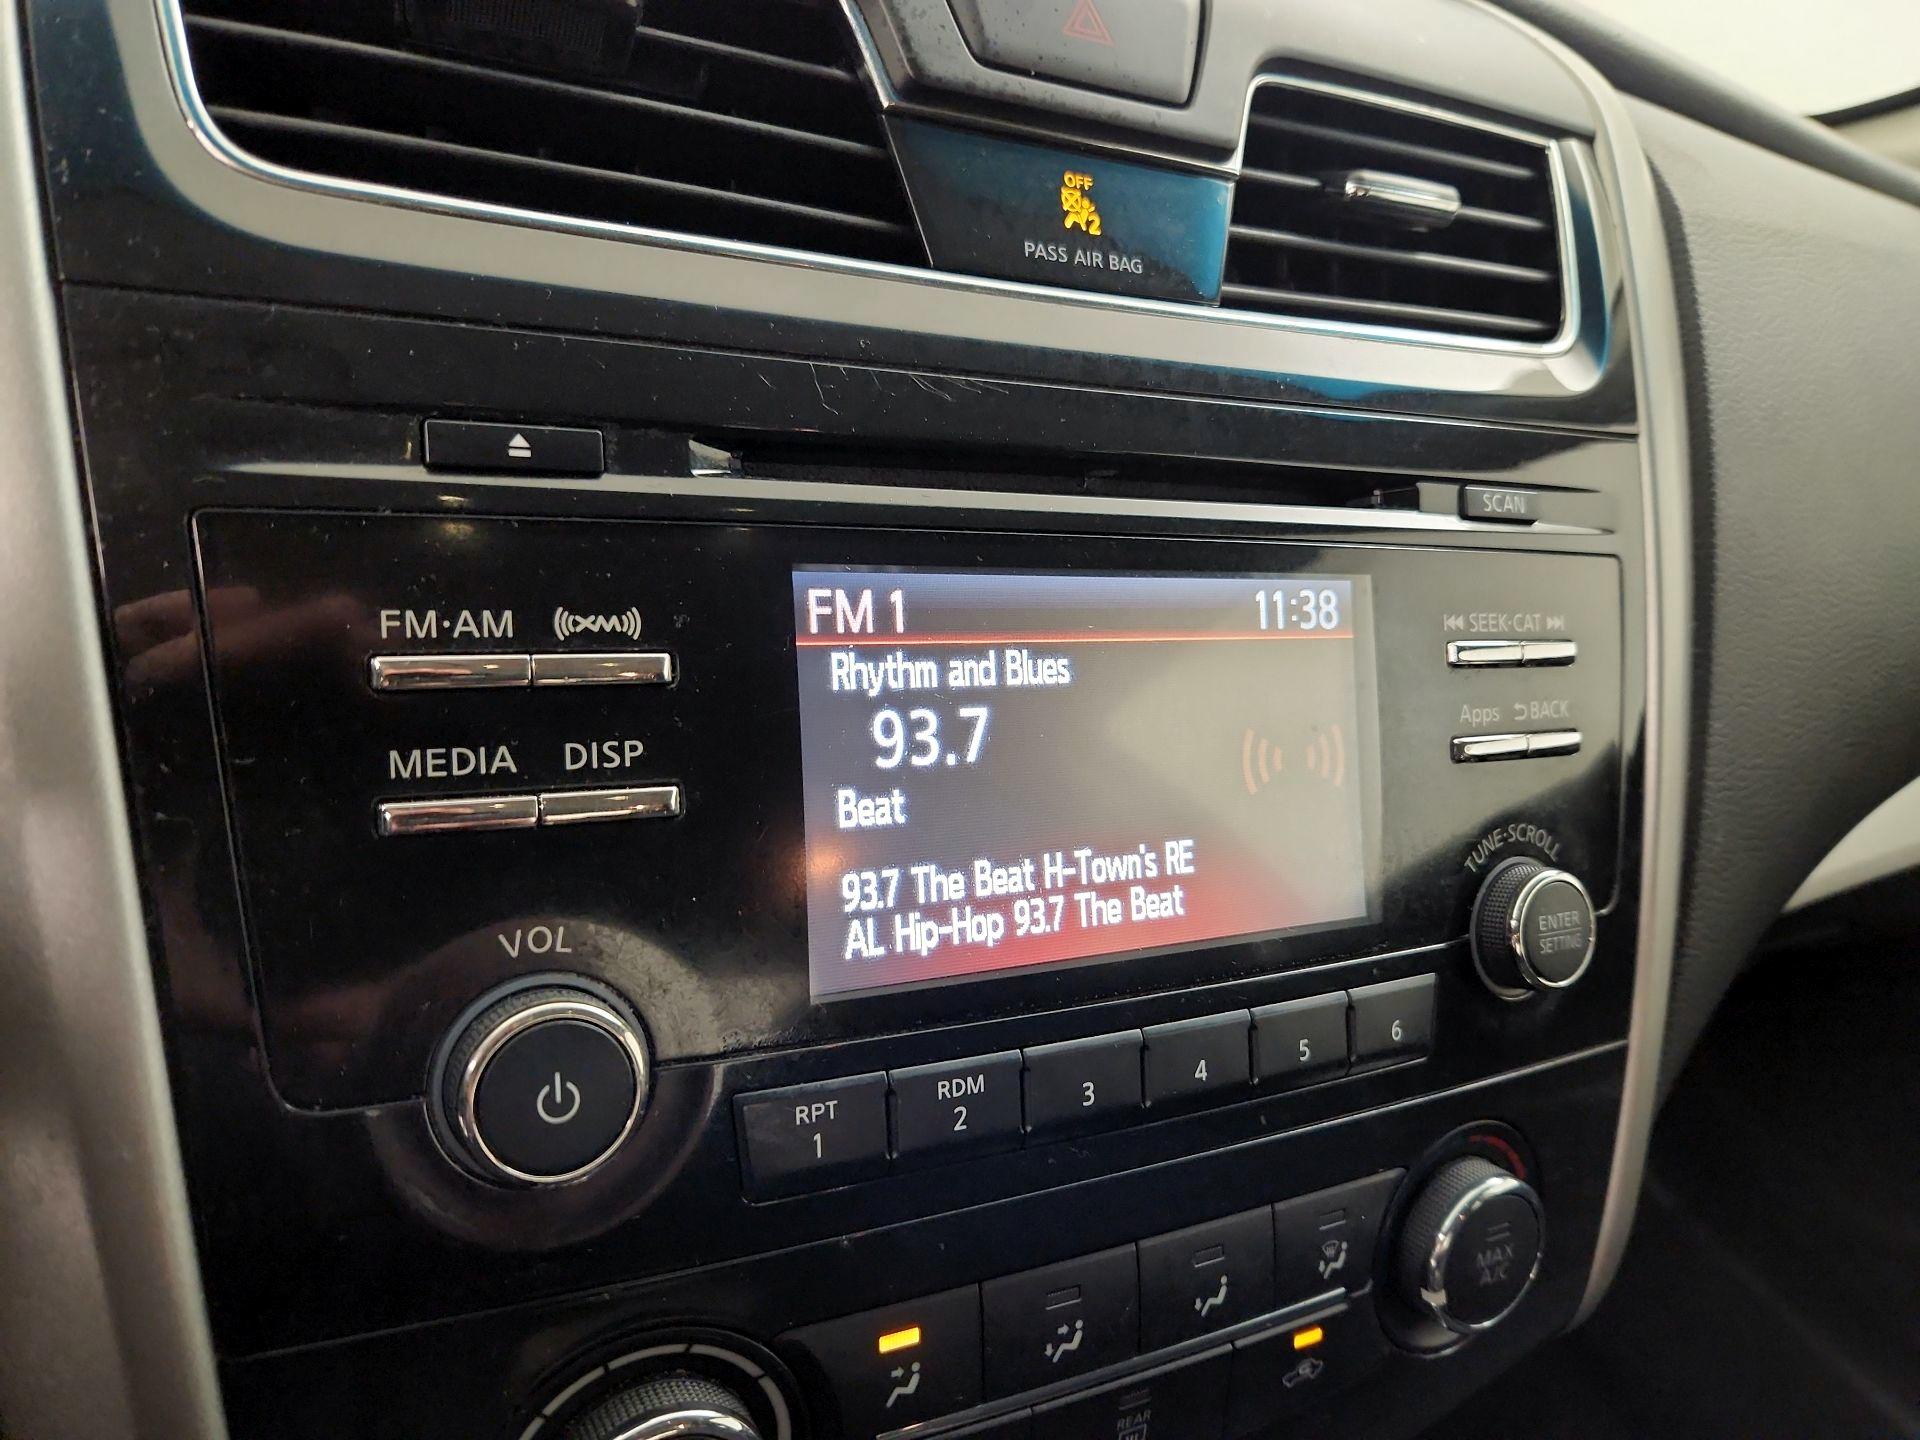 OFF
2
PASS AIR BAG
SCAN
FM·AM
XM
FM 1
11:38
SEEK·CAT
Rhythm and Blues
93.7
Apps
BACK
MEDIA
DISP
Beat
TUNE·SCROLL
93.7 The Beat H-Town's RE
AL Hip-Hop 93.7 The Beat
ENTER
SETTING
VOL
RPT
1
RDM
2
3
4
5
6
MAX
A/C
REAR